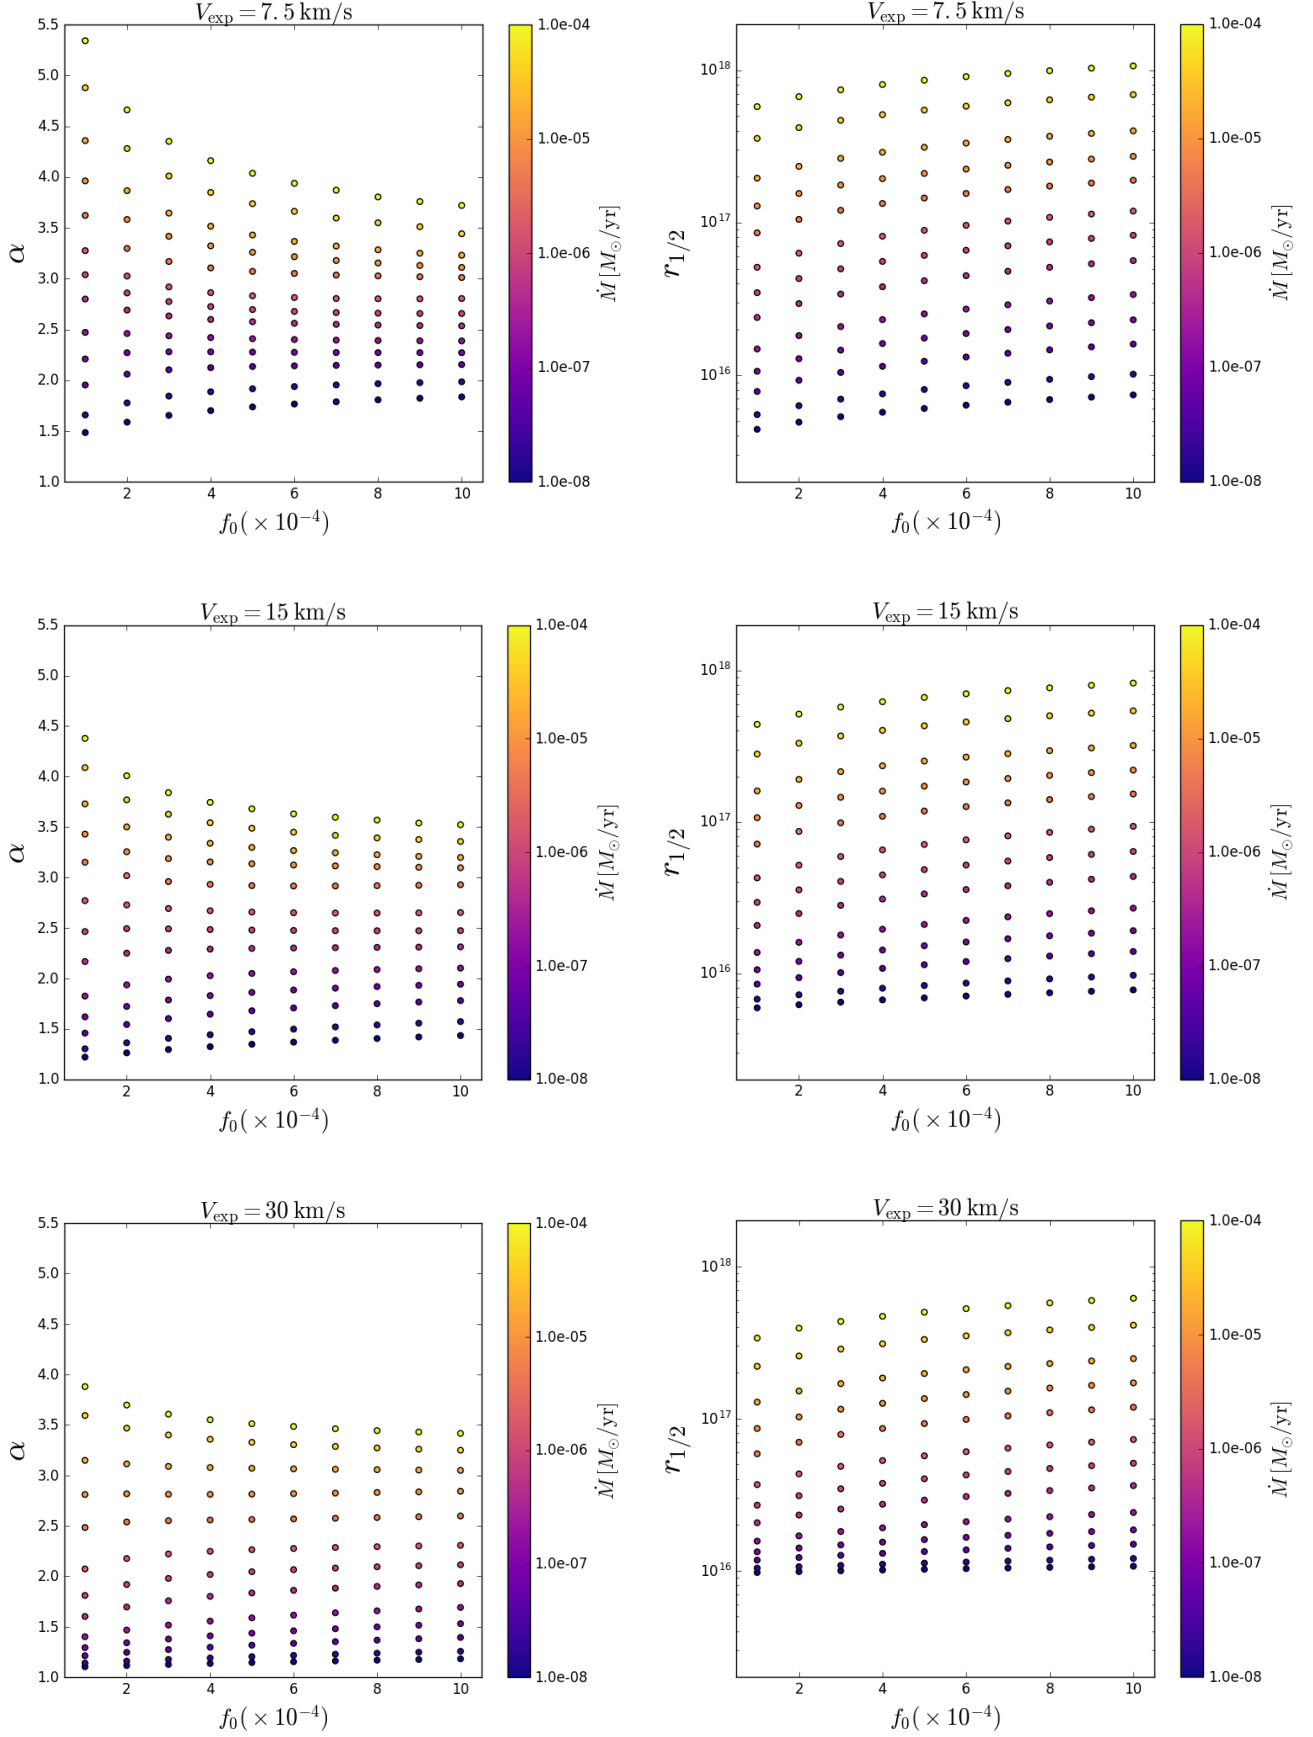 V_exp = 7.5 km/s
5.5
5.0
4.5
4.0
3.5
3.0
2.5
2.0
1.5
1.0
α
2 4 6 8 10
f_0(×10^−4)
1.0e-04
1.0e-05
1.0e-06
1.0e-07
1.0e-08
Ṁ [M_⊙/yr]
V_exp = 7.5 km/s
10^18
10^17
10^16
r_1/2
2 4 6 8 10
f_0(×10^−4)
1.0e-04
1.0e-05
1.0e-06
1.0e-07
1.0e-08
Ṁ [M_⊙/yr]
V_exp = 15 km/s
5.5
5.0
4.5
4.0
3.5
3.0
2.5
2.0
1.5
1.0
α
2 4 6 8 10
f_0(×10^−4)
1.0e-04
1.0e-05
1.0e-06
1.0e-07
1.0e-08
Ṁ [M_⊙/yr]
V_exp = 15 km/s
10^18
10^17
10^16
r_1/2
2 4 6 8 10
f_0(×10^−4)
1.0e-04
1.0e-05
1.0e-06
1.0e-07
1.0e-08
Ṁ [M_⊙/yr]
V_exp = 30 km/s
5.5
5.0
4.5
4.0
3.5
3.0
2.5
2.0
1.5
1.0
α
2 4 6 8 10
f_0(×10^−4)
1.0e-04
1.0e-05
1.0e-06
1.0e-07
1.0e-08
Ṁ [M_⊙/yr]
V_exp = 30 km/s
10^18
10^17
10^16
r_1/2
2 4 6 8 10
f_0(×10^−4)
1.0e-04
1.0e-05
1.0e-06
1.0e-07
1.0e-08
Ṁ [M_⊙/yr]